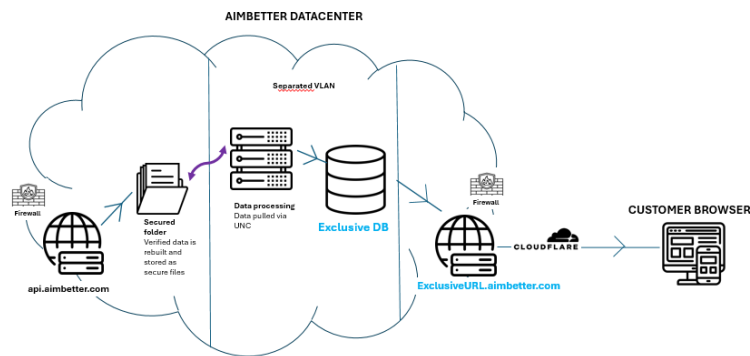 AIMBETTER DATACENTER
Separated VLAN
Firewall
api.aimbetter.com
Secured
folder
Verified data is
rebuilt and
stored as
secure files
Data processing
Data pulled via
UNC
Exclusive DB
Firewall
ExclusiveURL.aimbetter.com
CLOUDFLARE
CUSTOMER BROWSER